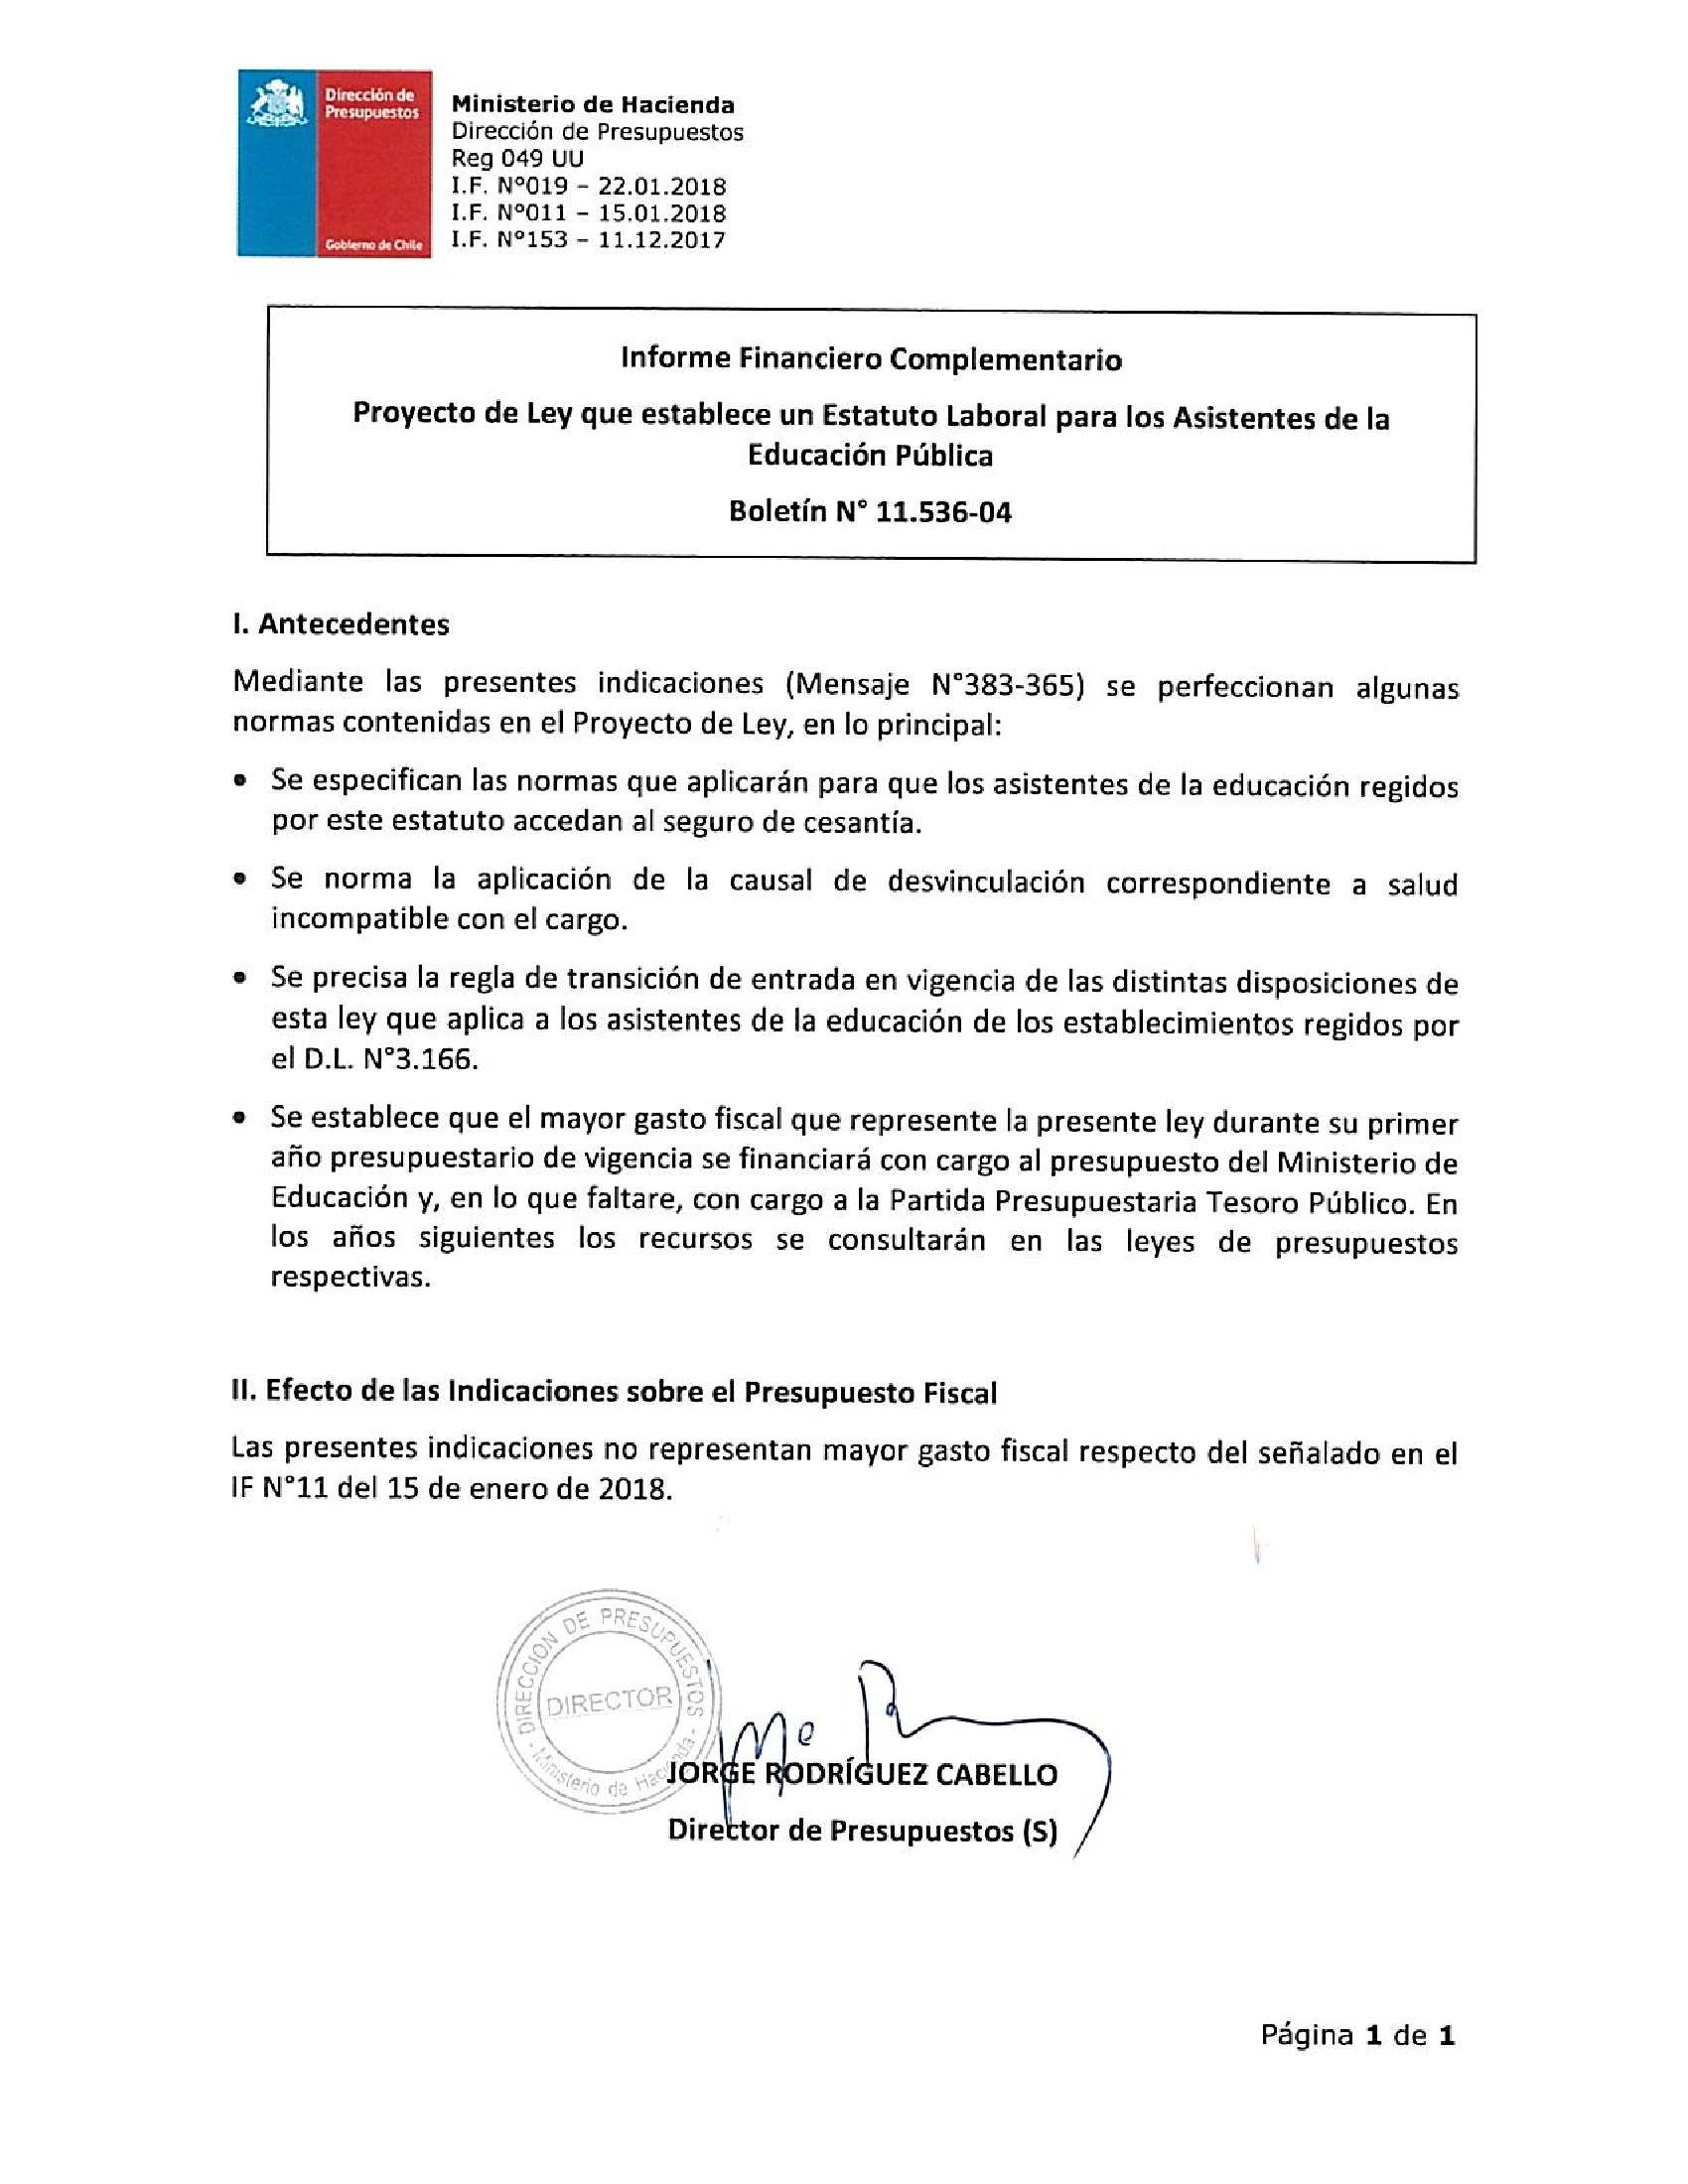 Dirección de
Presupuestos
Gobierno de Chile
Ministerio de Hacienda
Dirección de Presupuestos
Reg 049 UU
I.F. N°019 – 22.01.2018
I.F. N°011 – 15.01.2018
I.F. N°153 – 11.12.2017
Informe Financiero Complementario
Proyecto de Ley que establece un Estatuto Laboral para los Asistentes de la
Educación Pública
Boletín N° 11.536-04
I. Antecedentes
Mediante las presentes indicaciones (Mensaje N°383-365) se perfeccionan algunas
normas contenidas en el Proyecto de Ley, en lo principal:
• Se especifican las normas que aplicarán para que los asistentes de la educación regidos
por este estatuto accedan al seguro de cesantía.
• Se norma la aplicación de la causal de desvinculación correspondiente a salud
incompatible con el cargo.
• Se precisa la regla de transición de entrada en vigencia de las distintas disposiciones de
esta ley que aplica a los asistentes de la educación de los establecimientos regidos por
el D.L. N°3.166.
• Se establece que el mayor gasto fiscal que represente la presente ley durante su primer
año presupuestario de vigencia se financiará con cargo al presupuesto del Ministerio de
Educación y, en lo que faltare, con cargo a la Partida Presupuestaria Tesoro Público. En
los años siguientes los recursos se consultarán en las leyes de presupuestos
respectivas.
II. Efecto de las Indicaciones sobre el Presupuesto Fiscal
Las presentes indicaciones no representan mayor gasto fiscal respecto del señalado en el
IF N°11 del 15 de enero de 2018.
DIRECCION DE PRESUPUESTOS
DIRECTOR
Ministerio de Hacienda
JORGE RODRÍGUEZ CABELLO
Director de Presupuestos (S)
Página 1 de 1